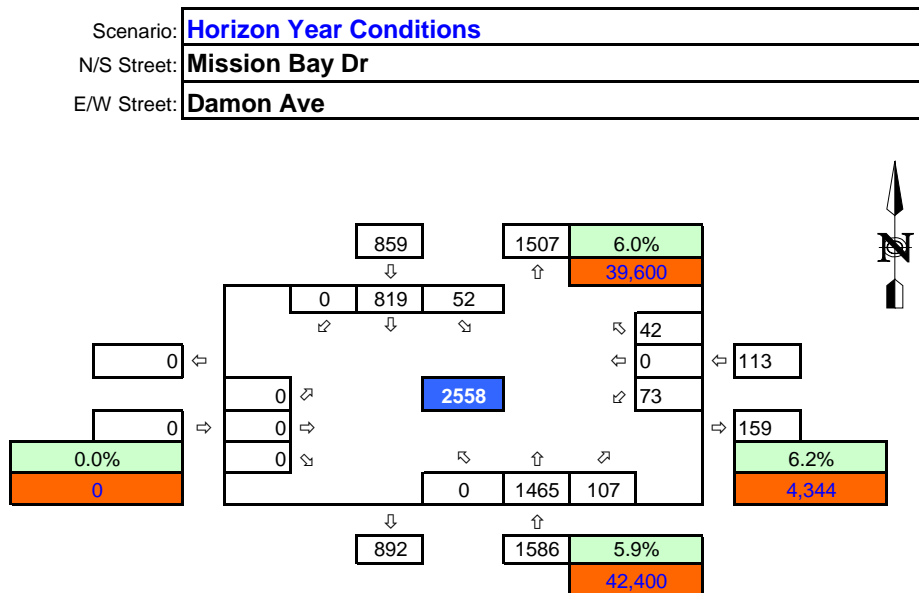 Scenario: Horizon Year Conditions
N/S Street: Mission Bay Dr
E/W Street: Damon Ave
N
859 1507 6.0%
⇩ ⇧ 39,600
0 819 52
⬃ ⇩ ⬂
⬁ 42
0 ⇦ ⇦ 0 ⇦ 113
0 ⬀ 2558 ⬃ 73
0 ⇨ 0 ⇨ ⇨ 159
0.0% 0 ⬂ ⬁ ⇧ ⬀ 6.2%
0 0 1465 107 4,344
⇩ ⇧
892 1586 5.9%
42,400